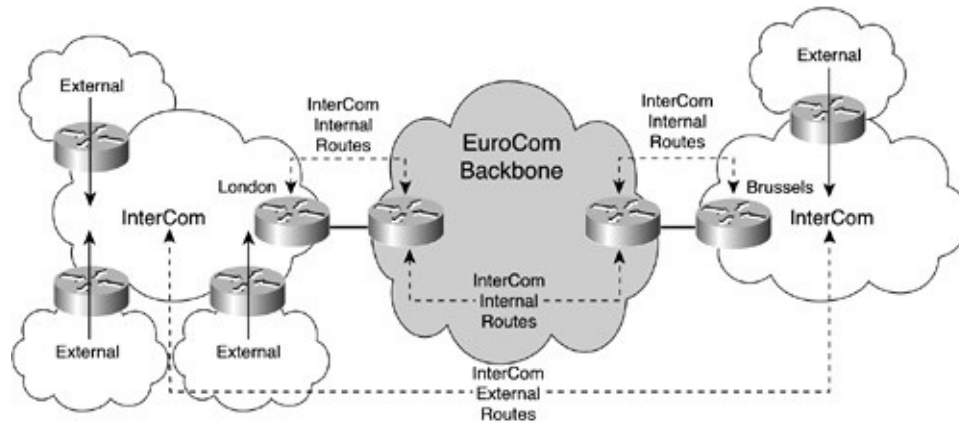 External
External
InterCom
Internal
Routes
InterCom
Internal
Routes
EuroCom
Backbone
London
Brussels
InterCom
InterCom
InterCom
Internal
Routes
External
External
InterCom
External
Routes